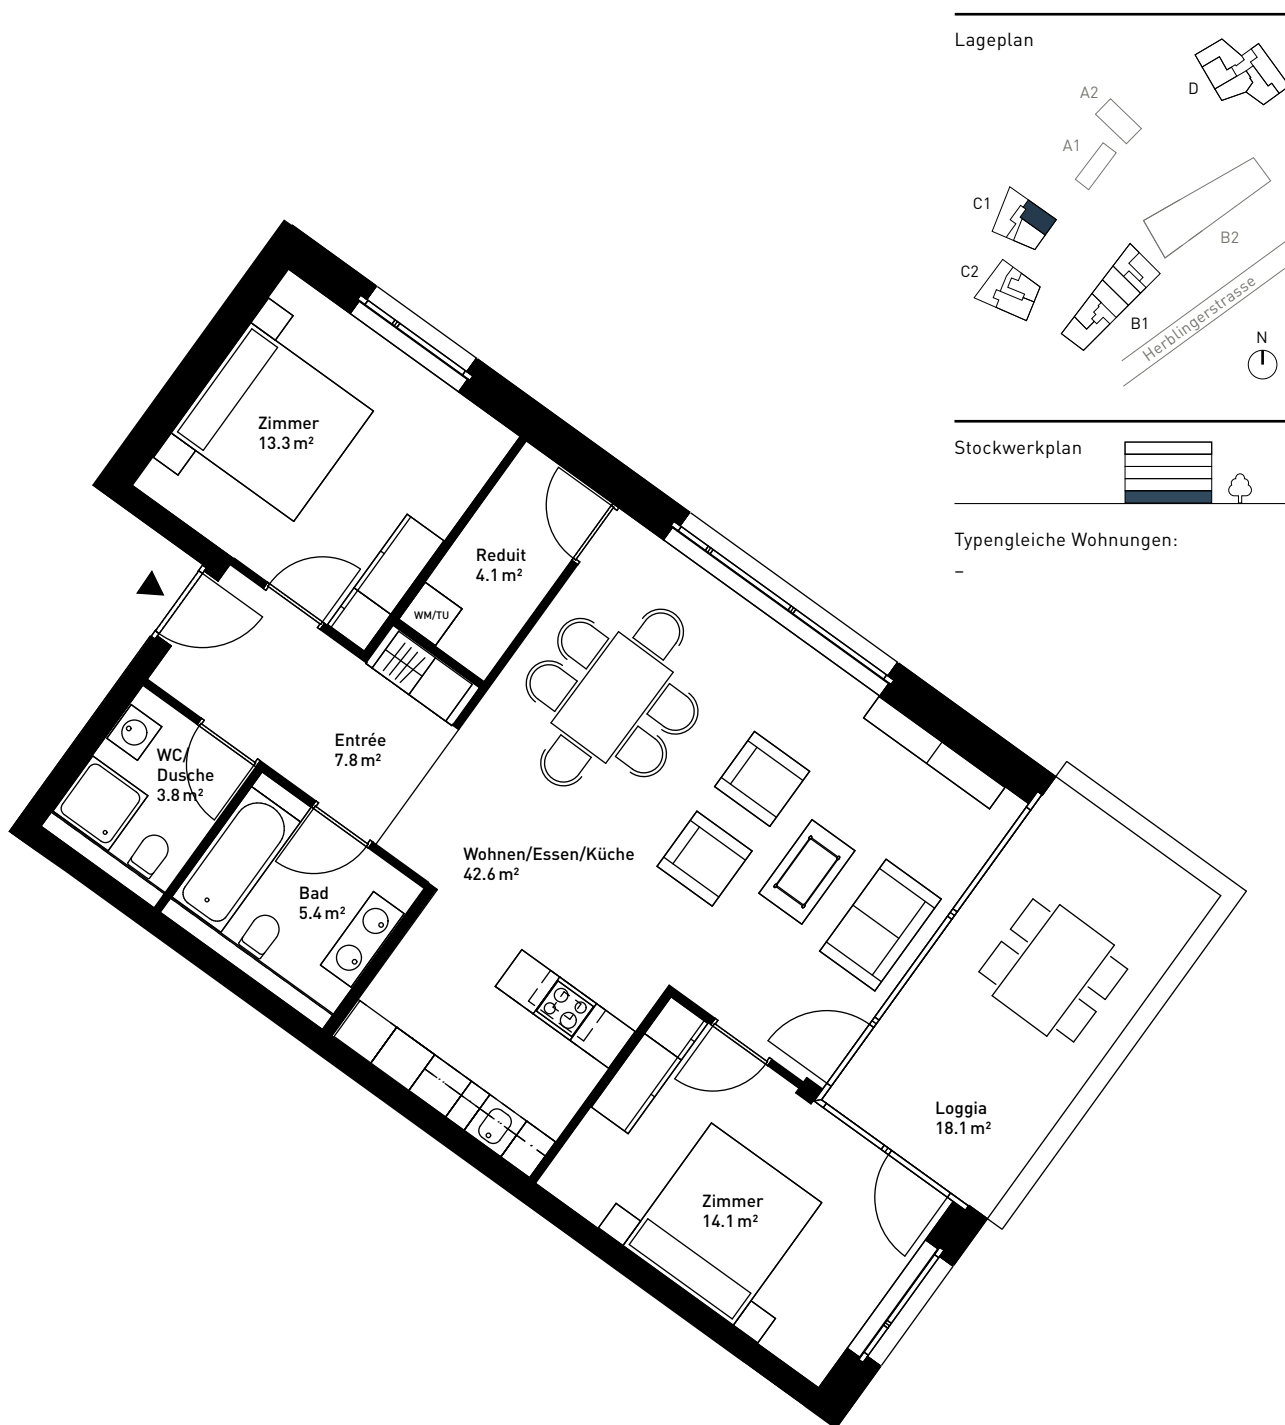 Lageplan
D
A2
A1
C1
B2
C2
B1
Herblingerstrasse
N
Stockwerkplan
Typengleiche Wohnungen:
–
Zimmer
13.3 m²
Reduit
4.1 m²
WM/TU
Entrée
7.8 m²
WC/
Dusche
3.8 m²
Bad
5.4 m²
Wohnen/Essen/Küche
42.6 m²
Loggia
18.1 m²
Zimmer
14.1 m²